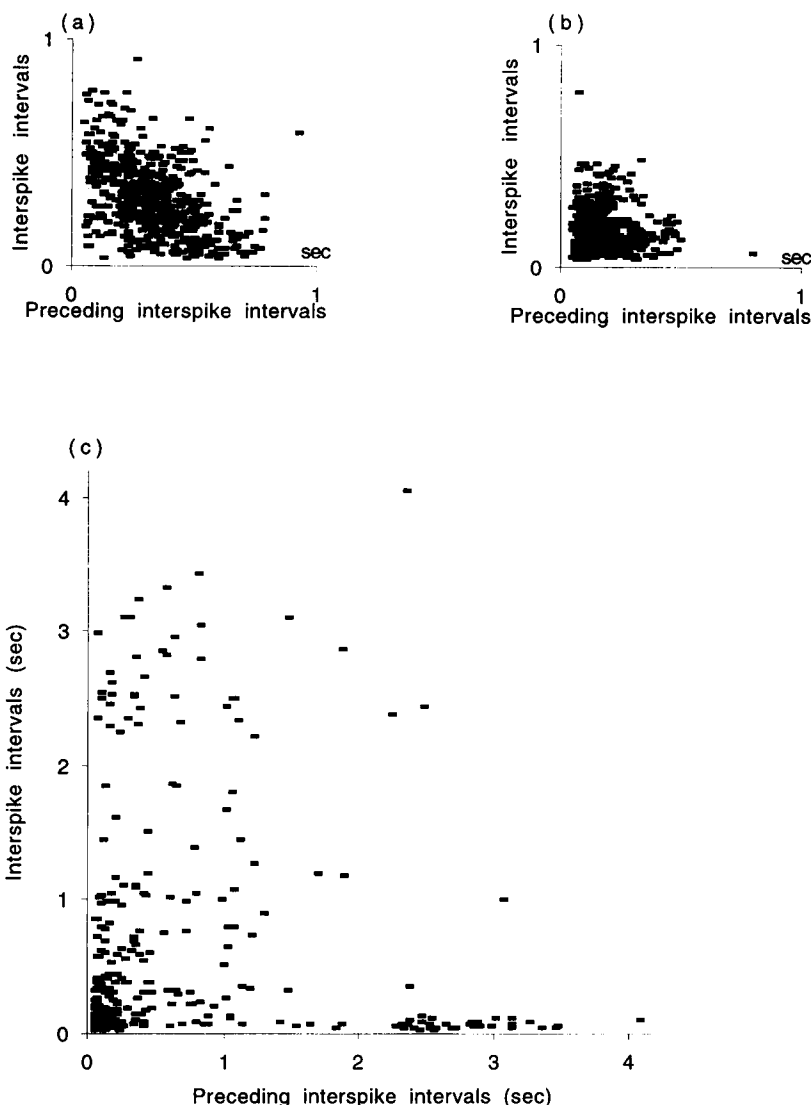 (a)
1
Interspike intervals
0
sec
0
1
Preceding interspike intervals
(b)
1
Interspike intervals
0
sec
0
1
Preceding interspike intervals
(c)
4
3
2
1
0
Interspike intervals (sec)
0
1
2
3
4
Preceding interspike intervals (sec)